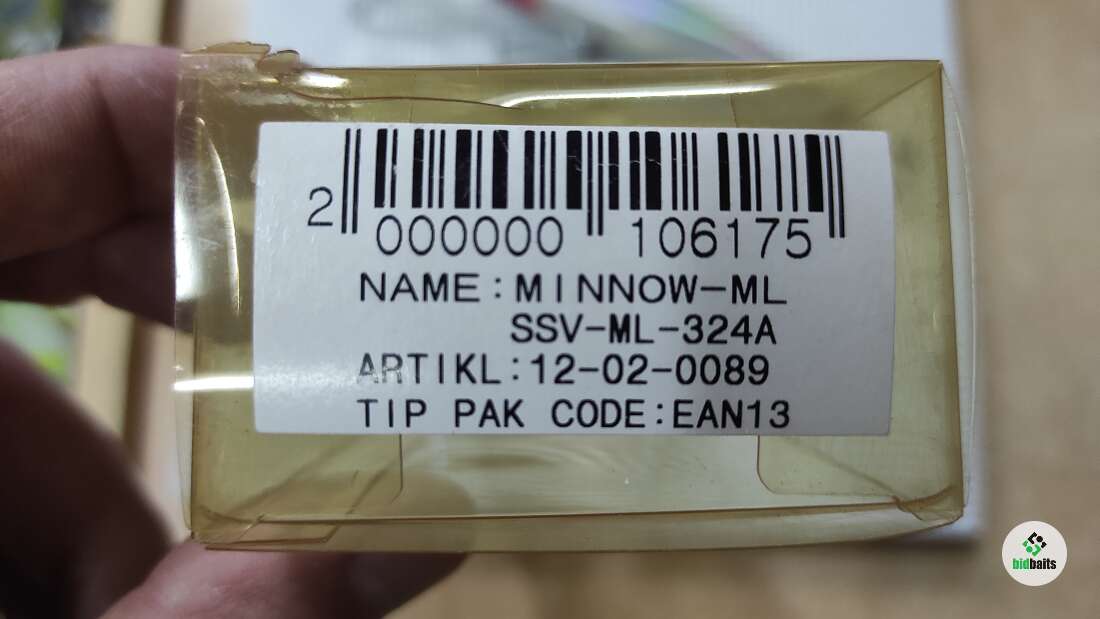 2 000000 106175
NAME:MINNOW-ML
SSV-ML-324A
ARTIKL:12-02-0089
TIP PAK CODE:EAN13
bidbaits